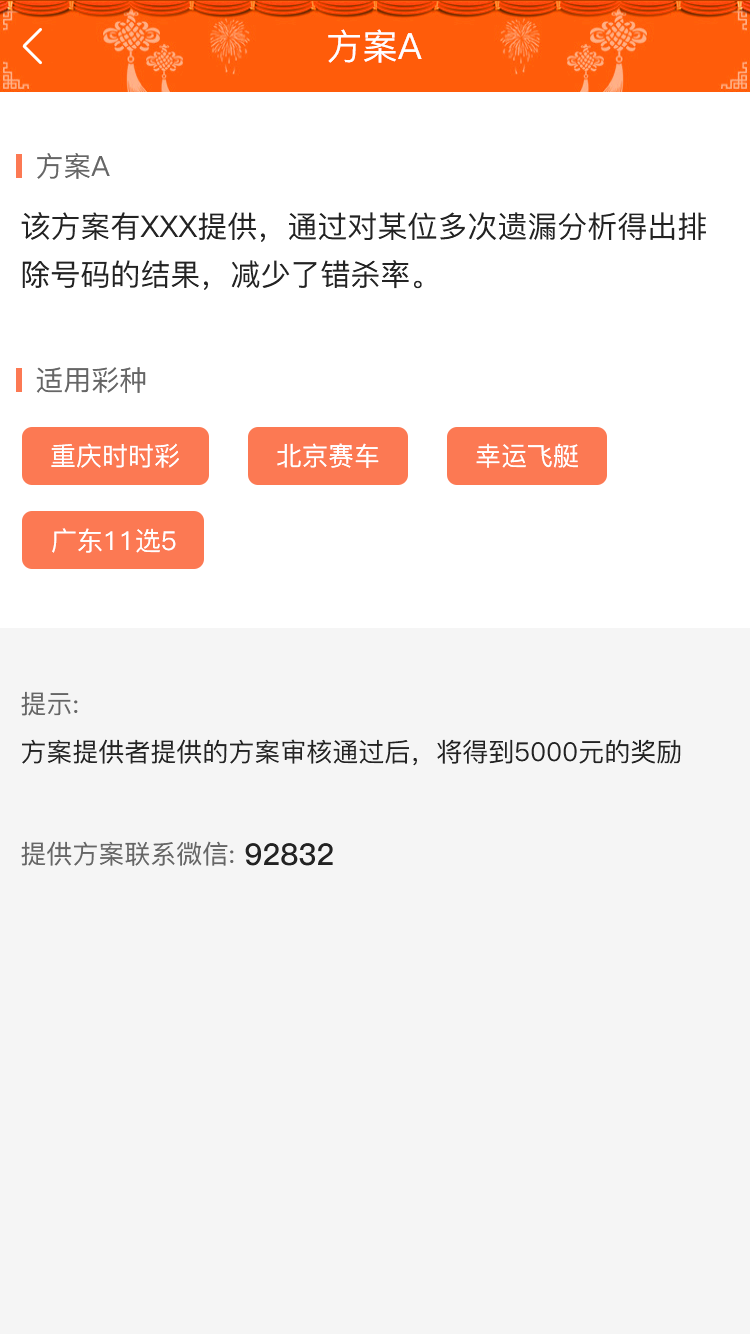 方案A
方案A
该方案有XXX提供，通过对某位多次遗漏分析得出排
除号码的结果，减少了错杀率。
适用彩种
重庆时时彩 北京赛车 幸运飞艇
广东11选5
提示:
方案提供者提供的方案审核通过后，将得到5000元的奖励
提供方案联系微信: 92832